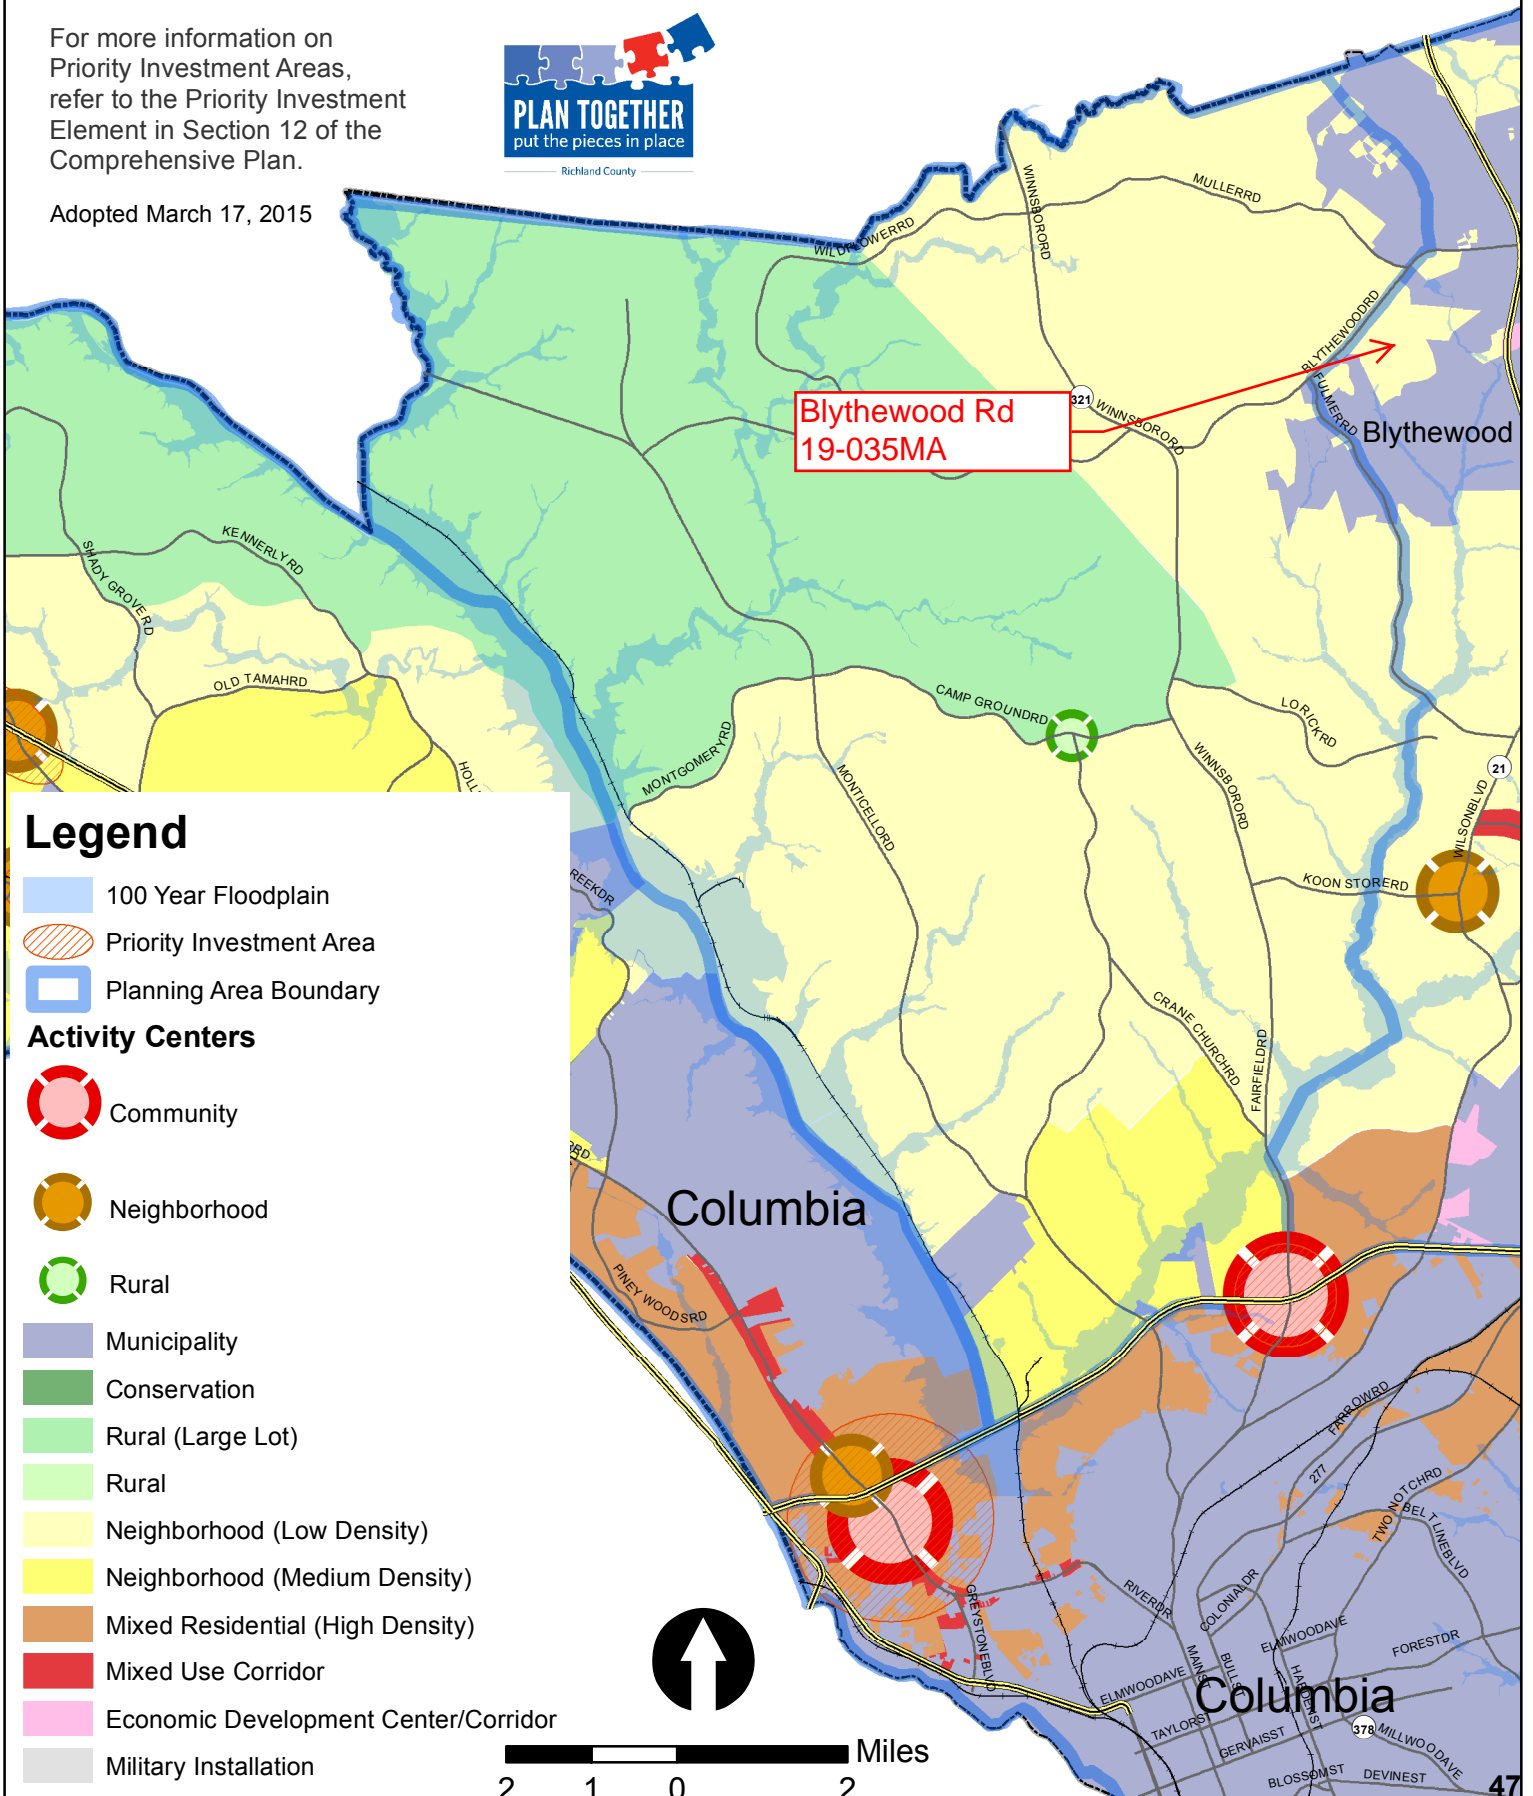 For more information on
Priority Investment Areas,
refer to the Priority Investment
Element in Section 12 of the
Comprehensive Plan.
Adopted March 17, 2015
PLAN TOGETHER
put the pieces in place
Richland County
WINNSBORORD
MULLERRD
WILDFLOWERRD
BLYTHEWOODRD
Blythewood Rd
19-035MA
321
WINNSBORORD
FULMERRD
Blythewood
KENNERLYRD
SHADY GROVERD
OLD TAMAHRD
CAMP GROUNDRD
LORICKRD
MONTGOMERYRD
MONTICELLORD
WINNSBORORD
21
WILSONBLVD
HOLL
KOON STORERD
REEKDR
CRANE CHURCHRD
FAIRFIELDRD
RD
Columbia
PINEY WOODSRD
FARROWRD
277
TWO NOTCHRD
BELTLINEBLVD
GREYSTONEBLVD
RIVERDR
COLONIALDR
ELMWOODAVE
FORESTDR
MAINS
BULLS
HARDENST
ELMWOODAVE
Columbia
TAYLORST
GERVAISST
378
MILLWOODAVE
BLOSSOMST
DEVINEST
47
Legend
100 Year Floodplain
Priority Investment Area
Planning Area Boundary
Activity Centers
Community
Neighborhood
Rural
Municipality
Conservation
Rural (Large Lot)
Rural
Neighborhood (Low Density)
Neighborhood (Medium Density)
Mixed Residential (High Density)
Mixed Use Corridor
Economic Development Center/Corridor
Military Installation
Miles
2 1 0 2